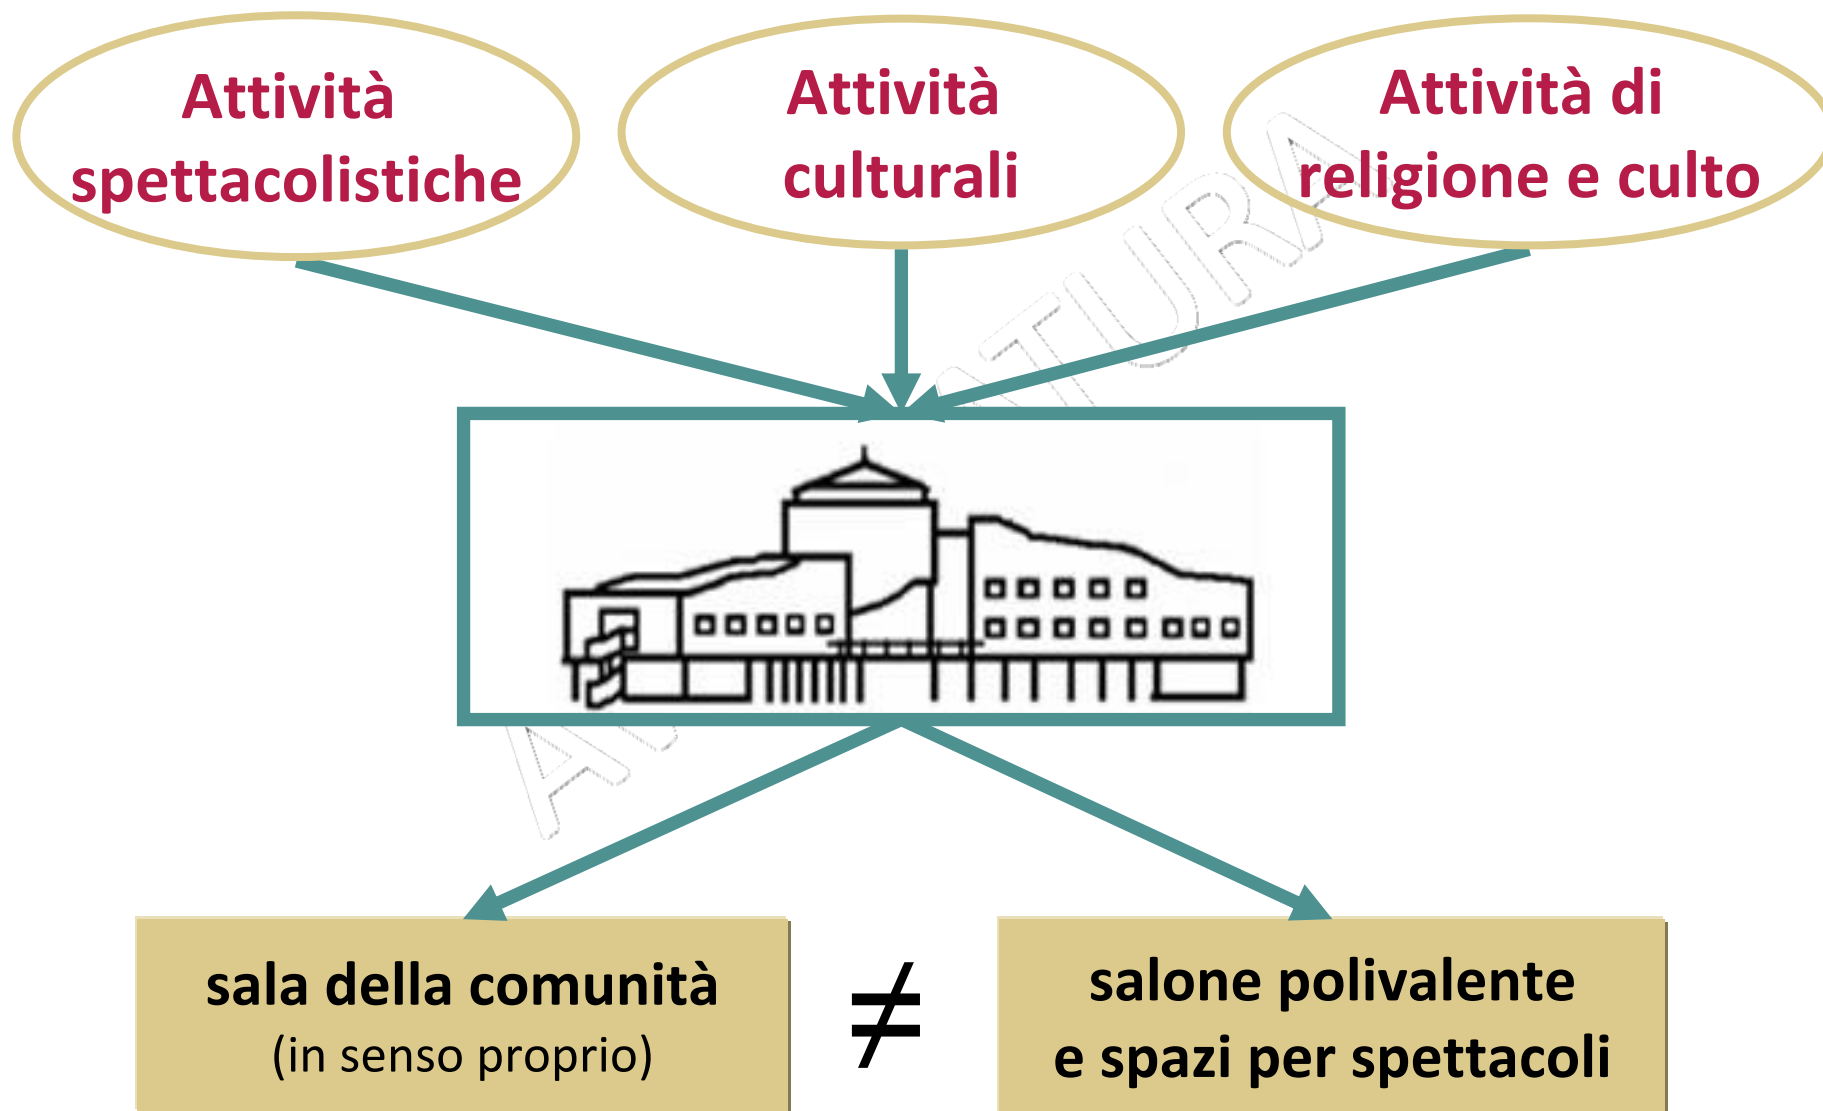 Attività
spettacolistiche
Attività
culturali
Attività di
religione e culto
sala della comunità
(in senso proprio)
≠
salone polivalente
e spazi per spettacoli